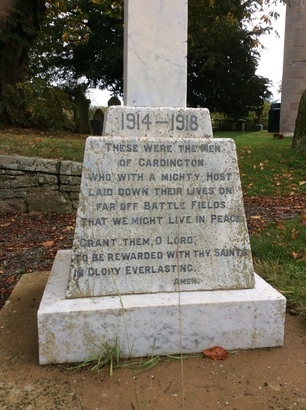 1914–1918
THESE WERE THE MEN
OF CARDINGTON
WHO WITH A MIGHTY HOST
LAID DOWN THEIR LIVES ON
FAR OFF BATTLE FIELDS
THAT WE MIGHT LIVE IN PEACE
GRANT THEM, O LORD,
TO BE REWARDED WITH THY SAINTS
IN GLORY EVERLASTING.
AMEN.